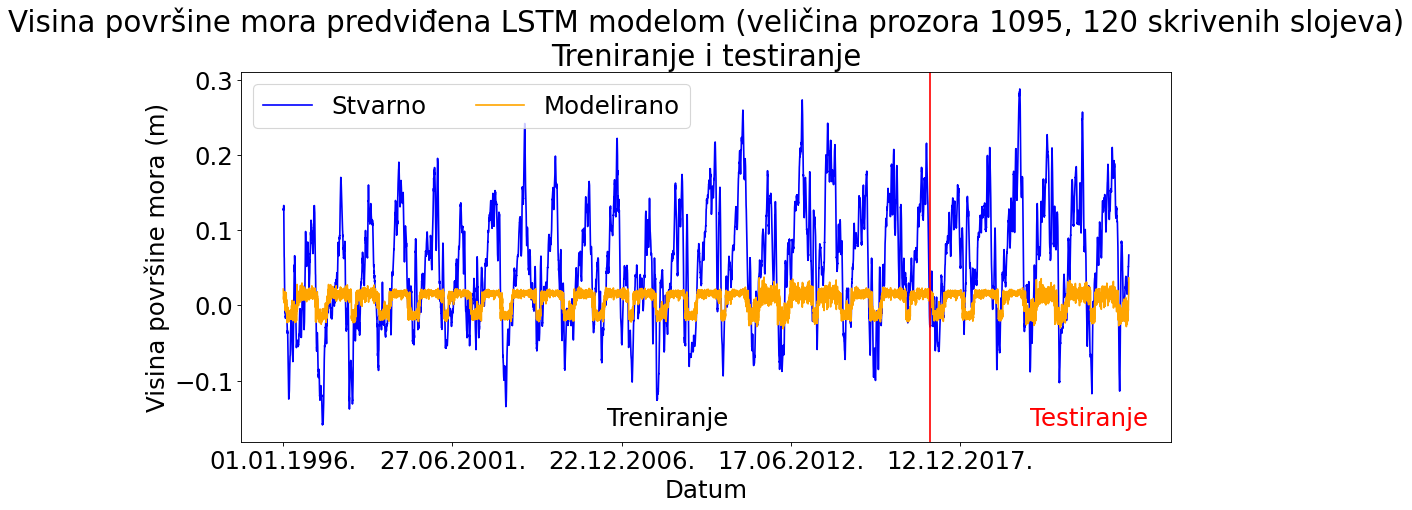 Visina površine mora predviđena LSTM modelom (veličina prozora 1095, 120 skrivenih slojeva)
Treniranje i testiranje
Stvarno
Modelirano
Visina površine mora (m)
0.3
0.2
0.1
0.0
−0.1
Treniranje
Testiranje
01.01.1996.
27.06.2001.
22.12.2006.
17.06.2012.
12.12.2017.
Datum